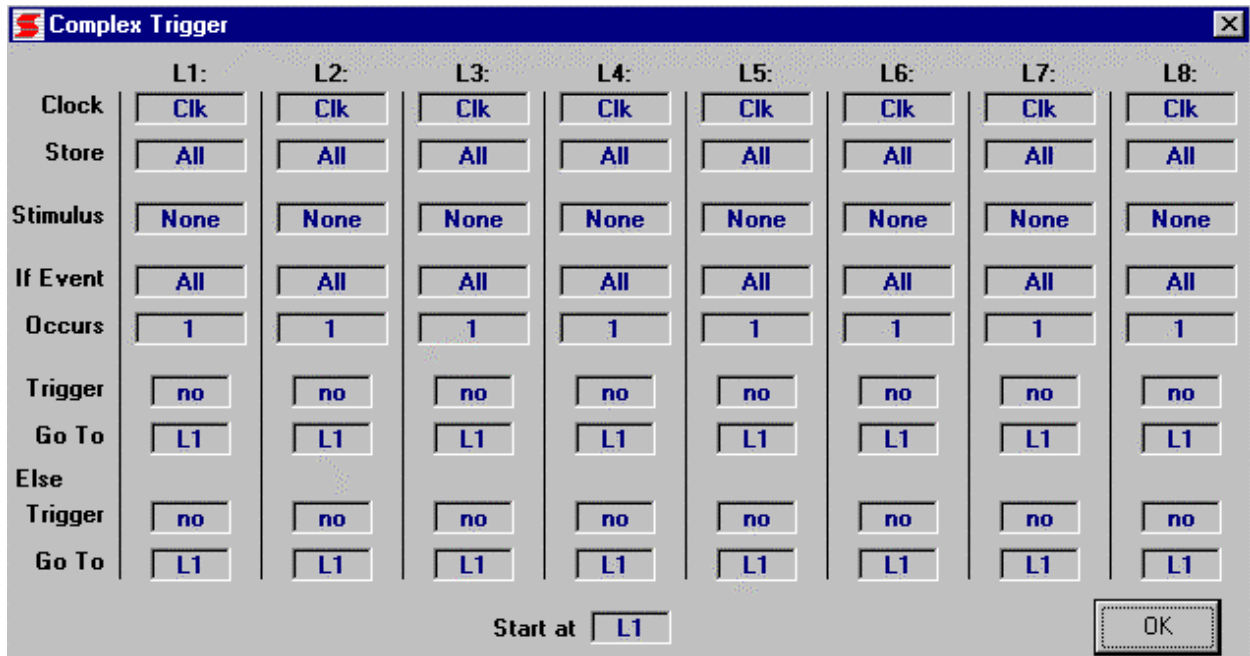 Complex Trigger
L1: L2: L3: L4: L5: L6: L7: L8:
Clock Clk Clk Clk Clk Clk Clk Clk Clk
Store All All All All All All All All
Stimulus None None None None None None None None
If Event All All All All All All All All
Occurs 1 1 1 1 1 1 1 1
Trigger no no no no no no no no
Go To L1 L1 L1 L1 L1 L1 L1 L1
Else
Trigger no no no no no no no no
Go To L1 L1 L1 L1 L1 L1 L1 L1
Start at L1 OK